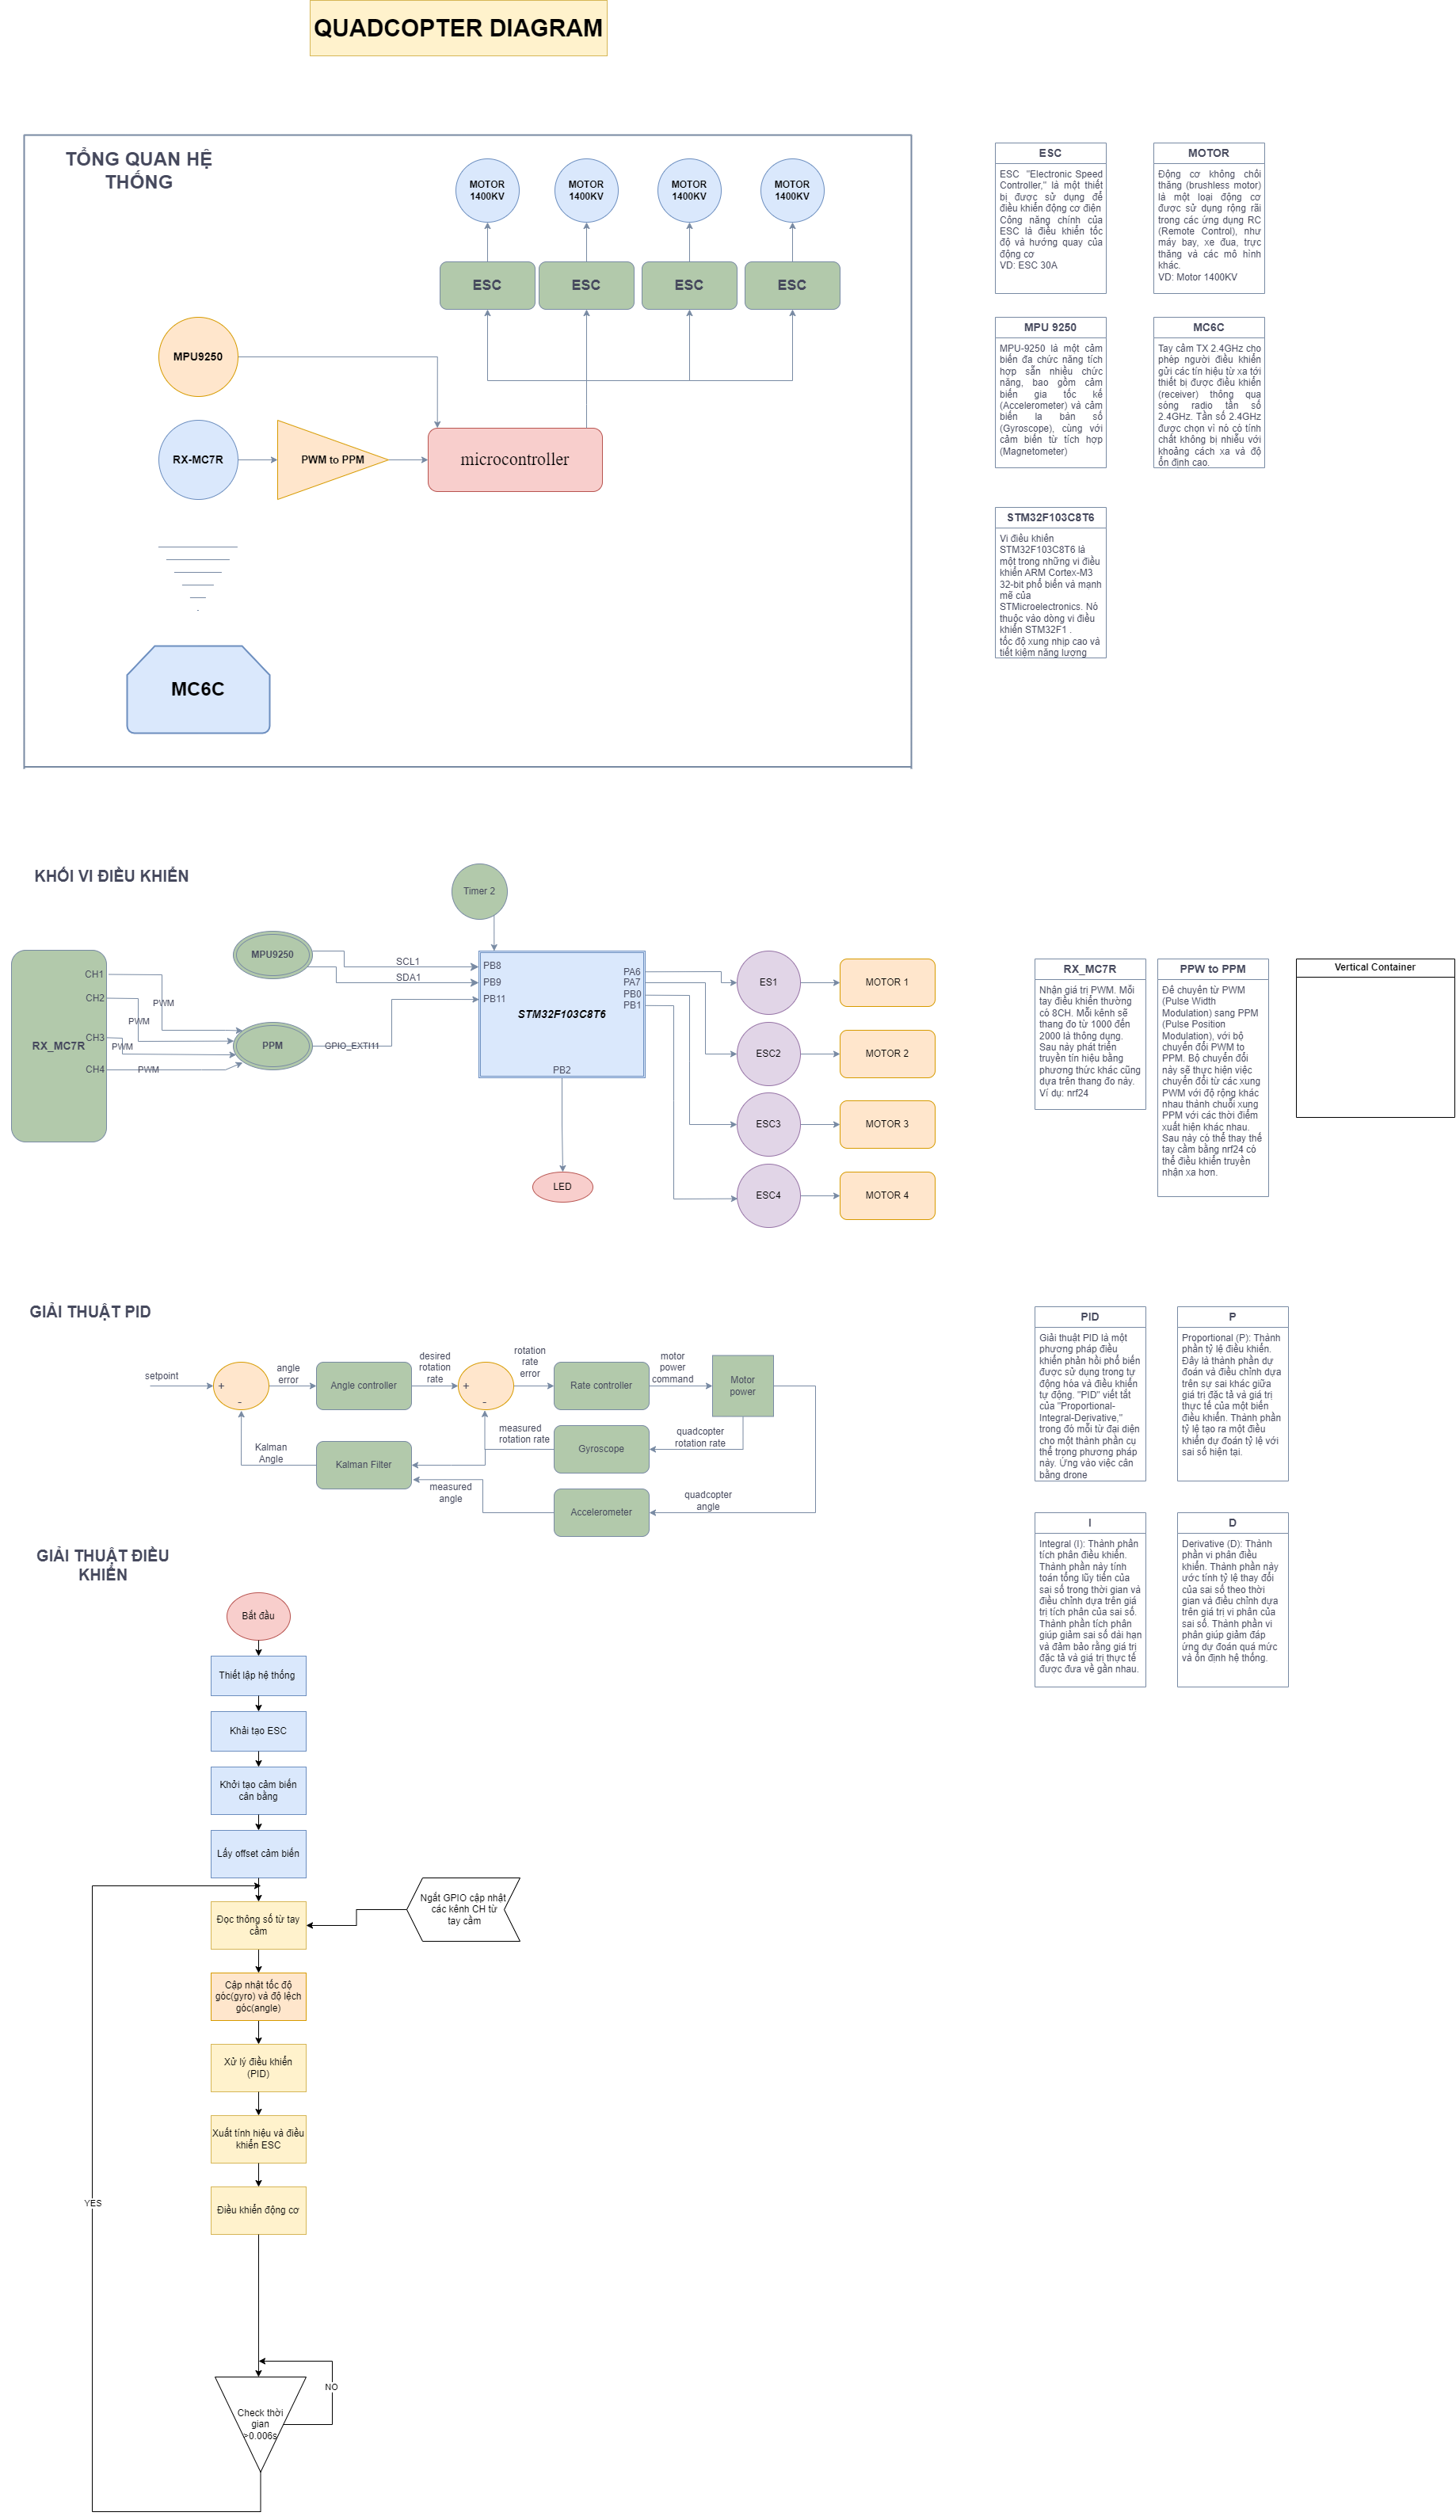 QUADCOPTER DIAGRAM
TỔNG QUAN HỆ
THỐNG
MOTOR
1400KV
MOTOR
1400KV
MOTOR
1400KV
MOTOR
1400KV
ESC
ESC
ESC
ESC
MPU9250
RX-MC7R
PWM to PPM
microcontroller
MC6C
ESC
ESC "Electronic Speed
Controller," là một thiết
bị được sử dụng để
điều khiển động cơ điện
Công năng chính của
ESC là điều khiển tốc
độ và hướng quay của
động cơ
VD: ESC 30A
MOTOR
Động cơ không chổi
thăng (brushless motor)
là một loại động cơ
được sử dụng rộng rãi
trong các ứng dụng RC
(Remote Control), như
máy bay, xe đua, trực
thăng và các mô hình
khác.
VD: Motor 1400KV
MPU 9250
MPU-9250 là một cảm
biến đa chức năng tích
hợp sẵn nhiều chức
năng, bao gồm cảm
biến gia tốc kế
(Accelerometer) và cảm
biến la bàn số
(Gyroscope), cùng với
cảm biến từ tích hợp
(Magnetometer)
MC6C
Tay cầm TX 2.4GHz cho
phép người điều khiển
gửi các tín hiệu từ xa tới
thiết bị được điều khiển
(receiver) thông qua
sóng radio tần số
2.4GHz. Tần số 2.4GHz
được chọn vì nó có tính
chất không bị nhiễu với
khoảng cách xa và độ
ổn định cao.
STM32F103C8T6
Vi điều khiển
STM32F103C8T6 là
một trong những vi điều
khiển ARM Cortex-M3
32-bit phổ biến và mạnh
mẽ của
STMicroelectronics. Nó
thuộc vào dòng vi điều
khiển STM32F1 .
tốc độ xung nhịp cao và
tiết kiệm năng lượng
KHỐI VI ĐIỀU KHIỂN
Timer 2
RX_MC7R
CH1
CH2
CH3
CH4
PWM
PWM
PWM
PWM
MPU9250
PPM
SCL1
SDA1
GPIO_EXTI11
PB8
PB9
PB11
STM32F103C8T6
PA6
PA7
PB0
PB1
PB2
LED
ES1
ESC2
ESC3
ESC4
MOTOR 1
MOTOR 2
MOTOR 3
MOTOR 4
RX_MC7R
Nhận giá trị PWM. Mỗi
tay điều khiển thường
có 8CH. Mỗi kênh sẽ
thang đo từ 1000 đến
2000 là thông dụng.
Sau này phát triển
truyền tín hiệu bằng
phương thức khác cũng
dựa trên thang đo này.
Ví dụ: nrf24
PPW to PPM
Để chuyển từ PWM
(Pulse Width
Modulation) sang PPM
(Pulse Position
Modulation), với bộ
chuyển đổi PWM to
PPM. Bộ chuyển đổi
này sẽ thực hiện việc
chuyển đổi từ các xung
PWM với độ rộng khác
nhau thành chuỗi xung
PPM với các thời điểm
xuất hiện khác nhau.
Sau này có thể thay thế
tay cầm bằng nrf24 có
thể điều khiển truyền
nhận xa hơn.
Vertical Container
GIẢI THUẬT PID
setpoint
+
-
angle
error
Angle controller
desired
rotation
rate
+
-
rotation
rate
error
Rate controller
motor
power
command
Motor
power
Kalman
Angle
Kalman Filter
measured
rotation rate
Gyroscope
quadcopter
rotation rate
measured
angle
Accelerometer
quadcopter
angle
PID
Giải thuật PID là một
phương pháp điều
khiển phản hồi phổ biến
được sử dụng trong tự
động hóa và điều khiển
tự động. "PID" viết tắt
của "Proportional-
Integral-Derivative,"
trong đó mỗi từ đại diện
cho một thành phần cụ
thể trong phương pháp
này. Ứng vào việc cân
bằng drone
P
Proportional (P): Thành
phần tỷ lệ điều khiển.
Đây là thành phần dự
đoán và điều chỉnh dựa
trên sự sai khác giữa
giá trị đặc tả và giá trị
thực tế của một biến
điều khiển. Thành phần
tỷ lệ tạo ra một điều
khiển dự đoán tỷ lệ với
sai số hiện tại.
I
Integral (I): Thành phần
tích phân điều khiển.
Thành phần này tính
toán tổng lũy tiến của
sai số trong thời gian và
điều chỉnh dựa trên giá
trị tích phân của sai số.
Thành phần tích phân
giúp giảm sai số dài hạn
và đảm bảo rằng giá trị
đặc tả và giá trị thực tế
được đưa về gần nhau.
D
Derivative (D): Thành
phần vi phân điều
khiển. Thành phần này
ước tính tỷ lệ thay đổi
của sai số theo thời
gian và điều chỉnh dựa
trên giá trị vi phân của
sai số. Thành phần vi
phân giúp giảm đáp
ứng dự đoán quá mức
và ổn định hệ thống.
GIẢI THUẬT ĐIỀU
KHIỂN
Bắt đầu
Thiết lập hệ thống
Khải tạo ESC
Khởi tạo cảm biến
cân bằng
Lấy offset cảm biến
Đọc thông số từ tay
cầm
Ngắt GPIO cập nhật
các kênh CH từ
tay cầm
Cập nhật tốc độ
góc(gyro) và độ lệch
góc(angle)
Xử lý điều khiển
(PID)
Xuất tính hiệu và điều
khiển ESC
Điều khiển động cơ
YES
NO
Check thời
gian
>0.006s